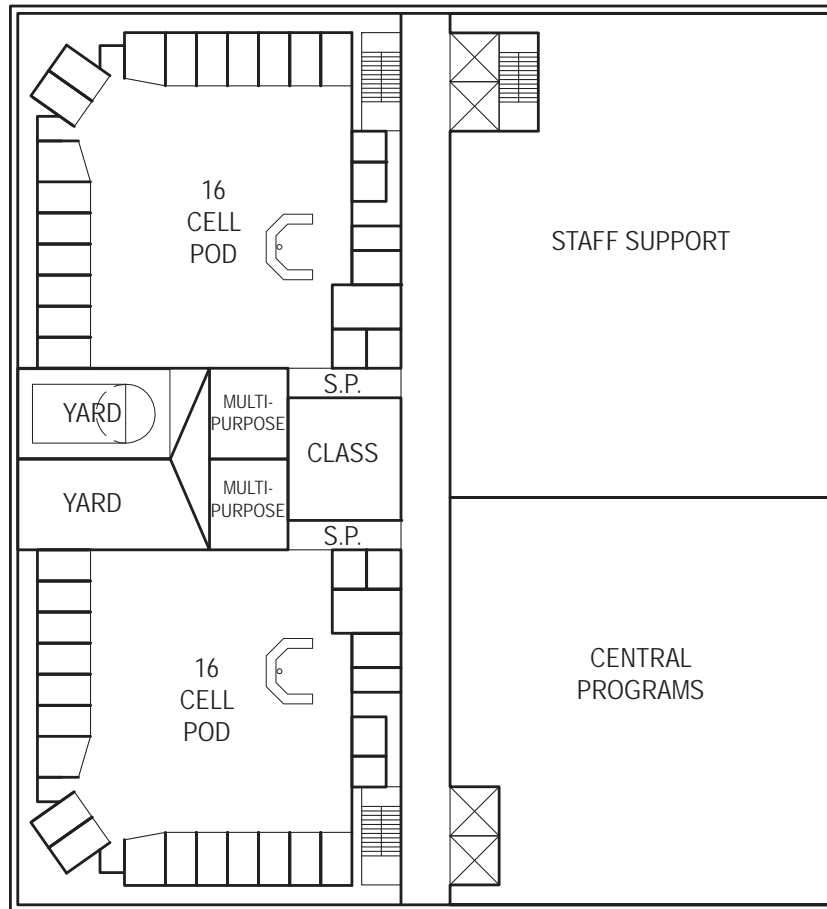 16
CELL
POD
STAFF SUPPORT
S.P.
YARD
MULTI-
PURPOSE
CLASS
YARD
MULTI-
PURPOSE
S.P.
16
CELL
POD
CENTRAL
PROGRAMS